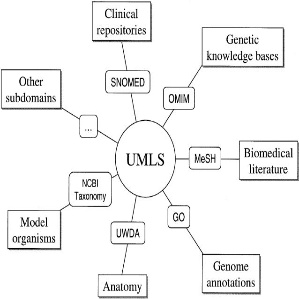 Clinical
repositories
Genetic
knowledge bases
Other
subdomains
SNOMED
OMIM
...
UMLS
MeSH
Biomedical
literature
NCBI
Taxonomy
GO
UWDA
Model
organisms
Genome
annotations
Anatomy